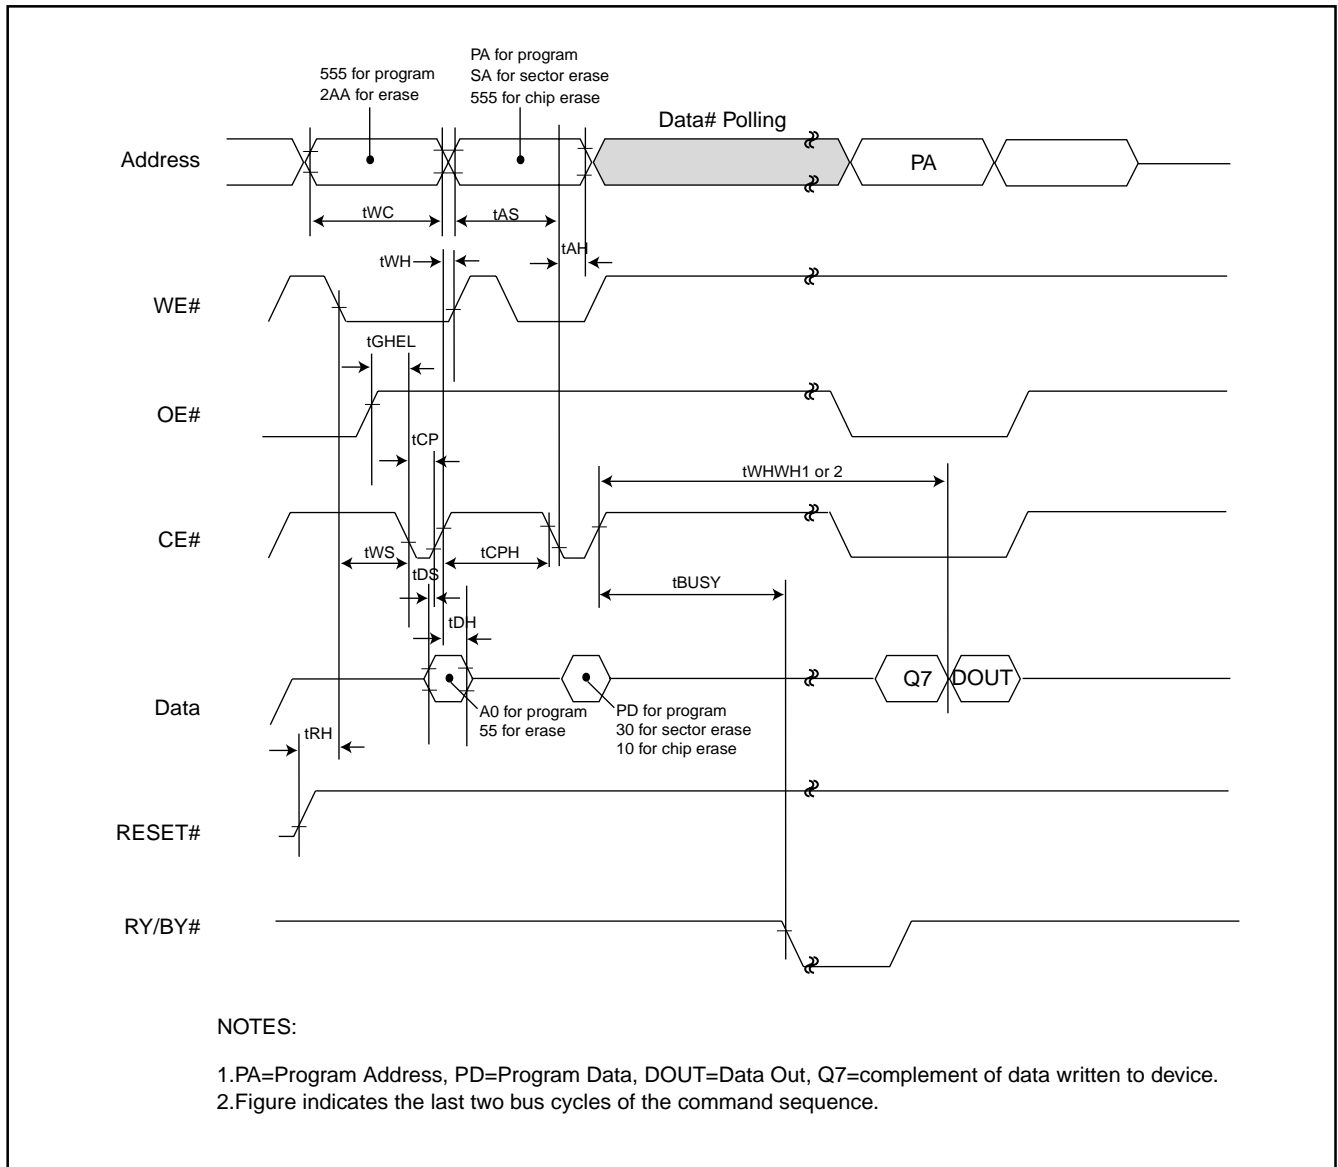 555 for program
2AA for erase
PA for program
SA for sector erase
555 for chip erase
Data# Polling
Address
PA
tWC
tAS
tAH
tWH
WE#
tGHEL
OE#
tCP
tWHWH1 or 2
CE#
tWS
tCPH
tDS
tBUSY
tDH
Q7
DOUT
Data
A0 for program
55 for erase
PD for program
30 for sector erase
10 for chip erase
tRH
RESET#
RY/BY#
NOTES:
1.PA=Program Address, PD=Program Data, DOUT=Data Out, Q7=complement of data written to device.
2.Figure indicates the last two bus cycles of the command sequence.